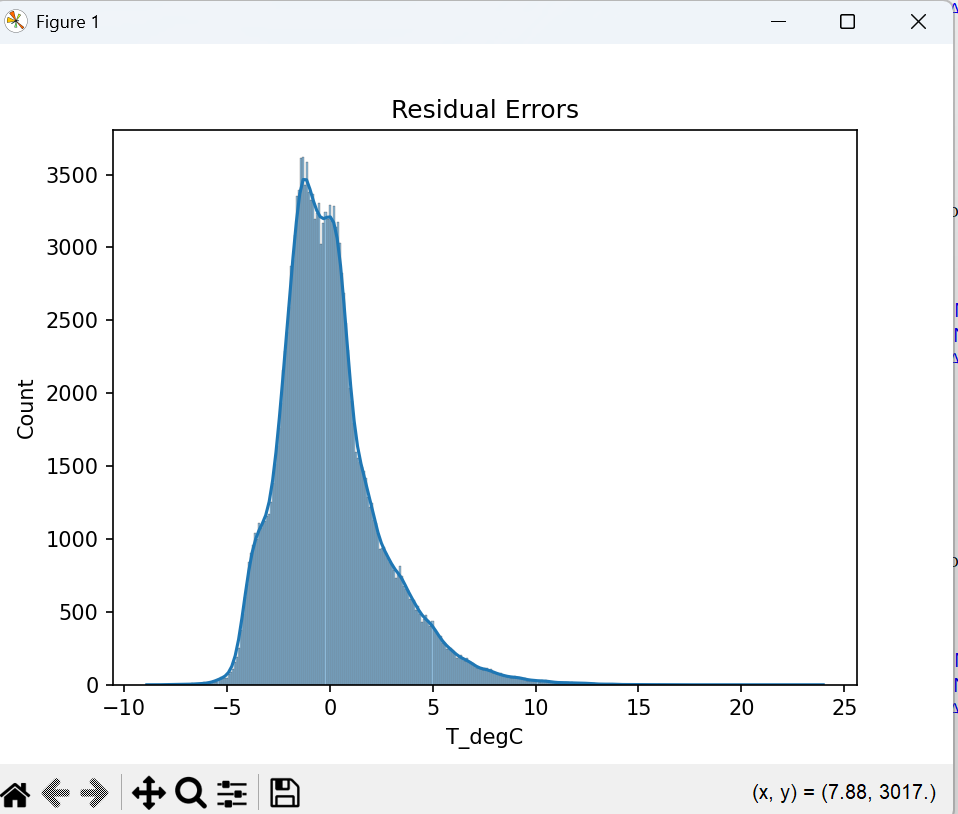 Figure 1
Residual Errors
3500
3000
2500
2000
1500
1000
500
0
Count
−10 −5 0 5 10 15 20 25
T_degC
(x, y) = (7.88, 3017.)